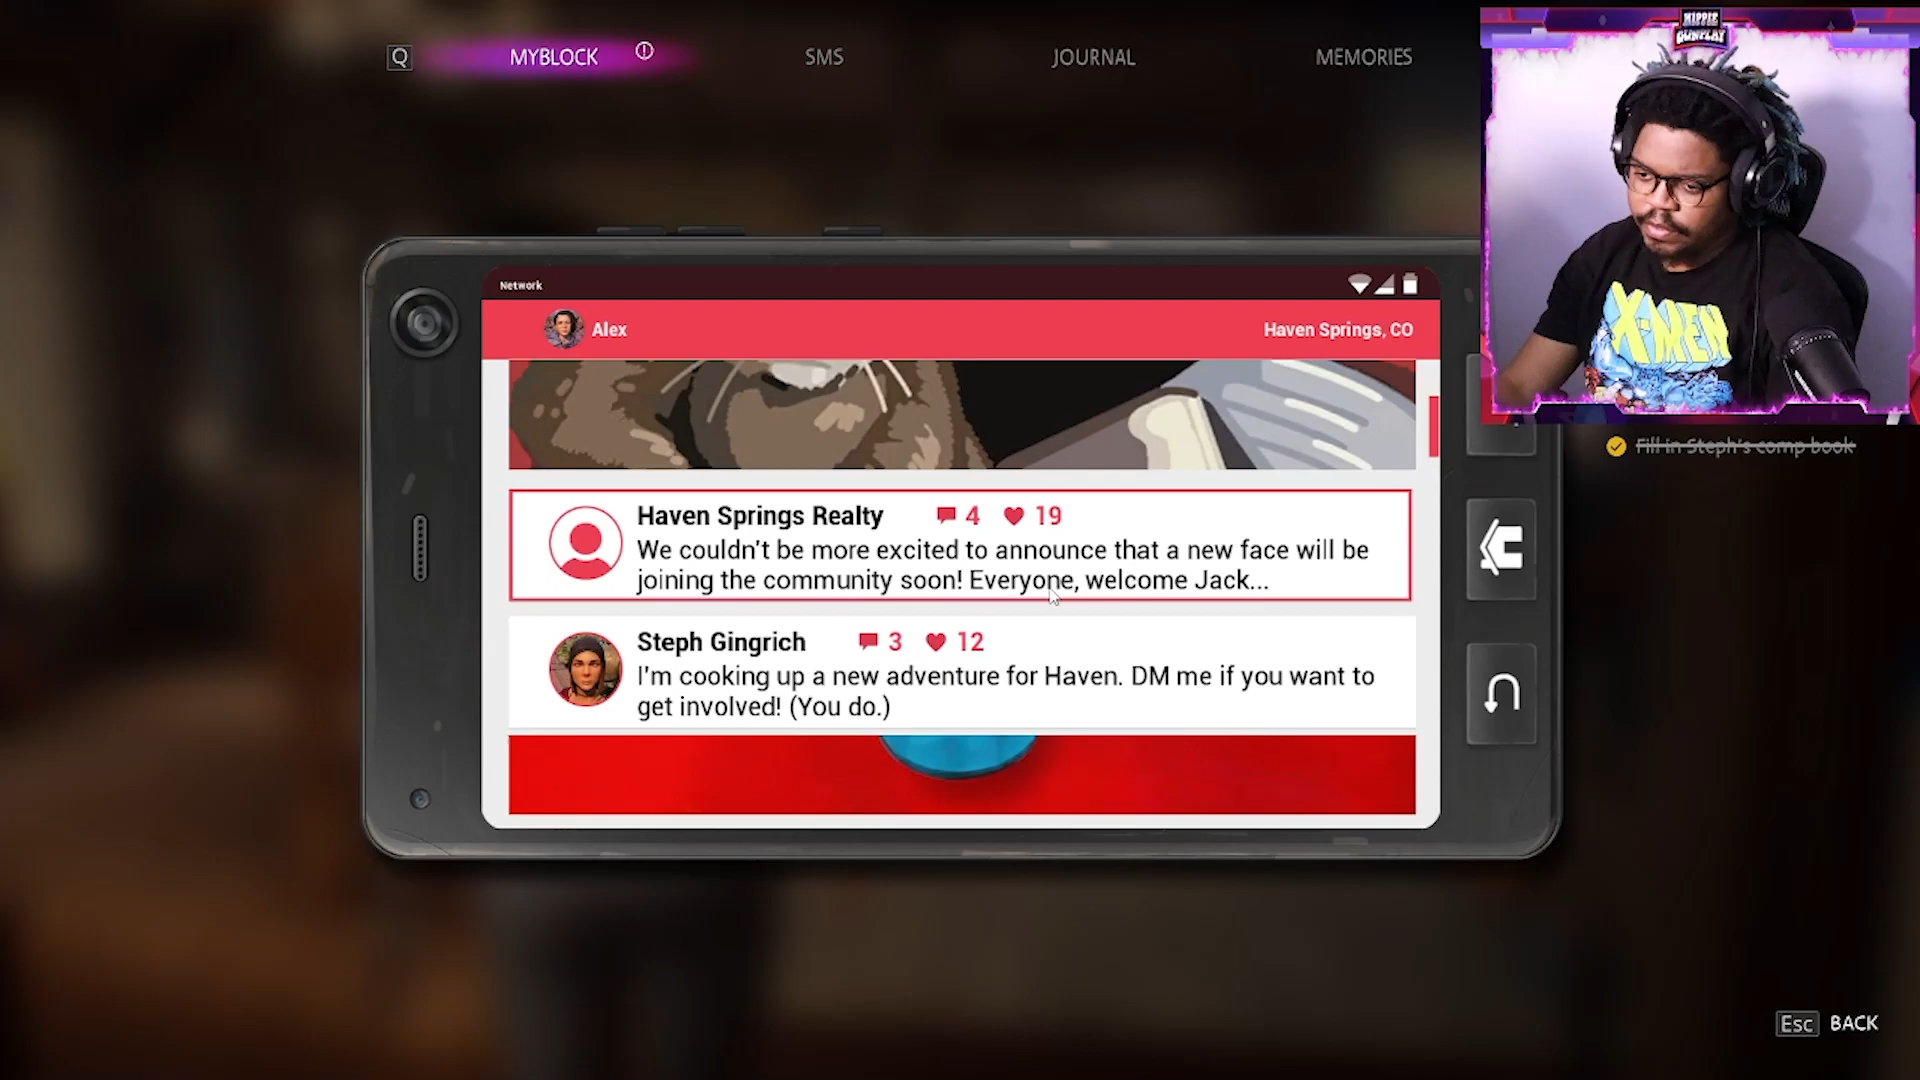 Q MYBLOCK SMS JOURNAL MEMORIES
HIPPIE
GUNPLAY
X-MEN
Network
Alex Haven Springs, CO
Fill in Steph's comp book
Haven Springs Realty 4 19
We couldn't be more excited to announce that a new face will be
joining the community soon! Everyone, welcome Jack...
Steph Gingrich 3 12
I'm cooking up a new adventure for Haven. DM me if you want to
get involved! (You do.)
Esc BACK